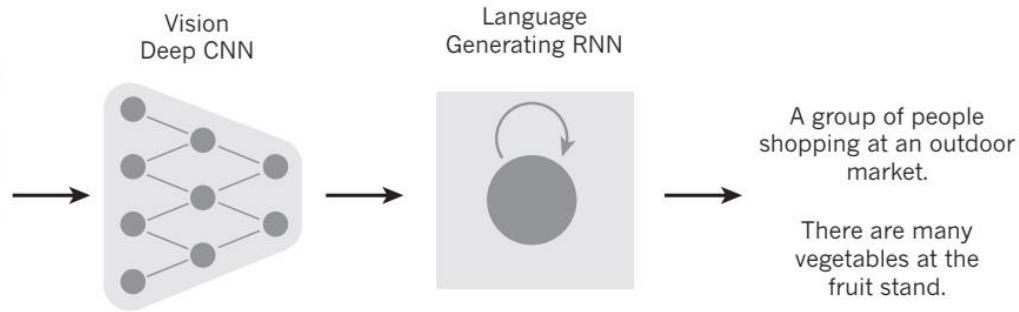 Vision
Deep CNN
Language
Generating RNN
A group of people
shopping at an outdoor
market.
There are many
vegetables at the
fruit stand.